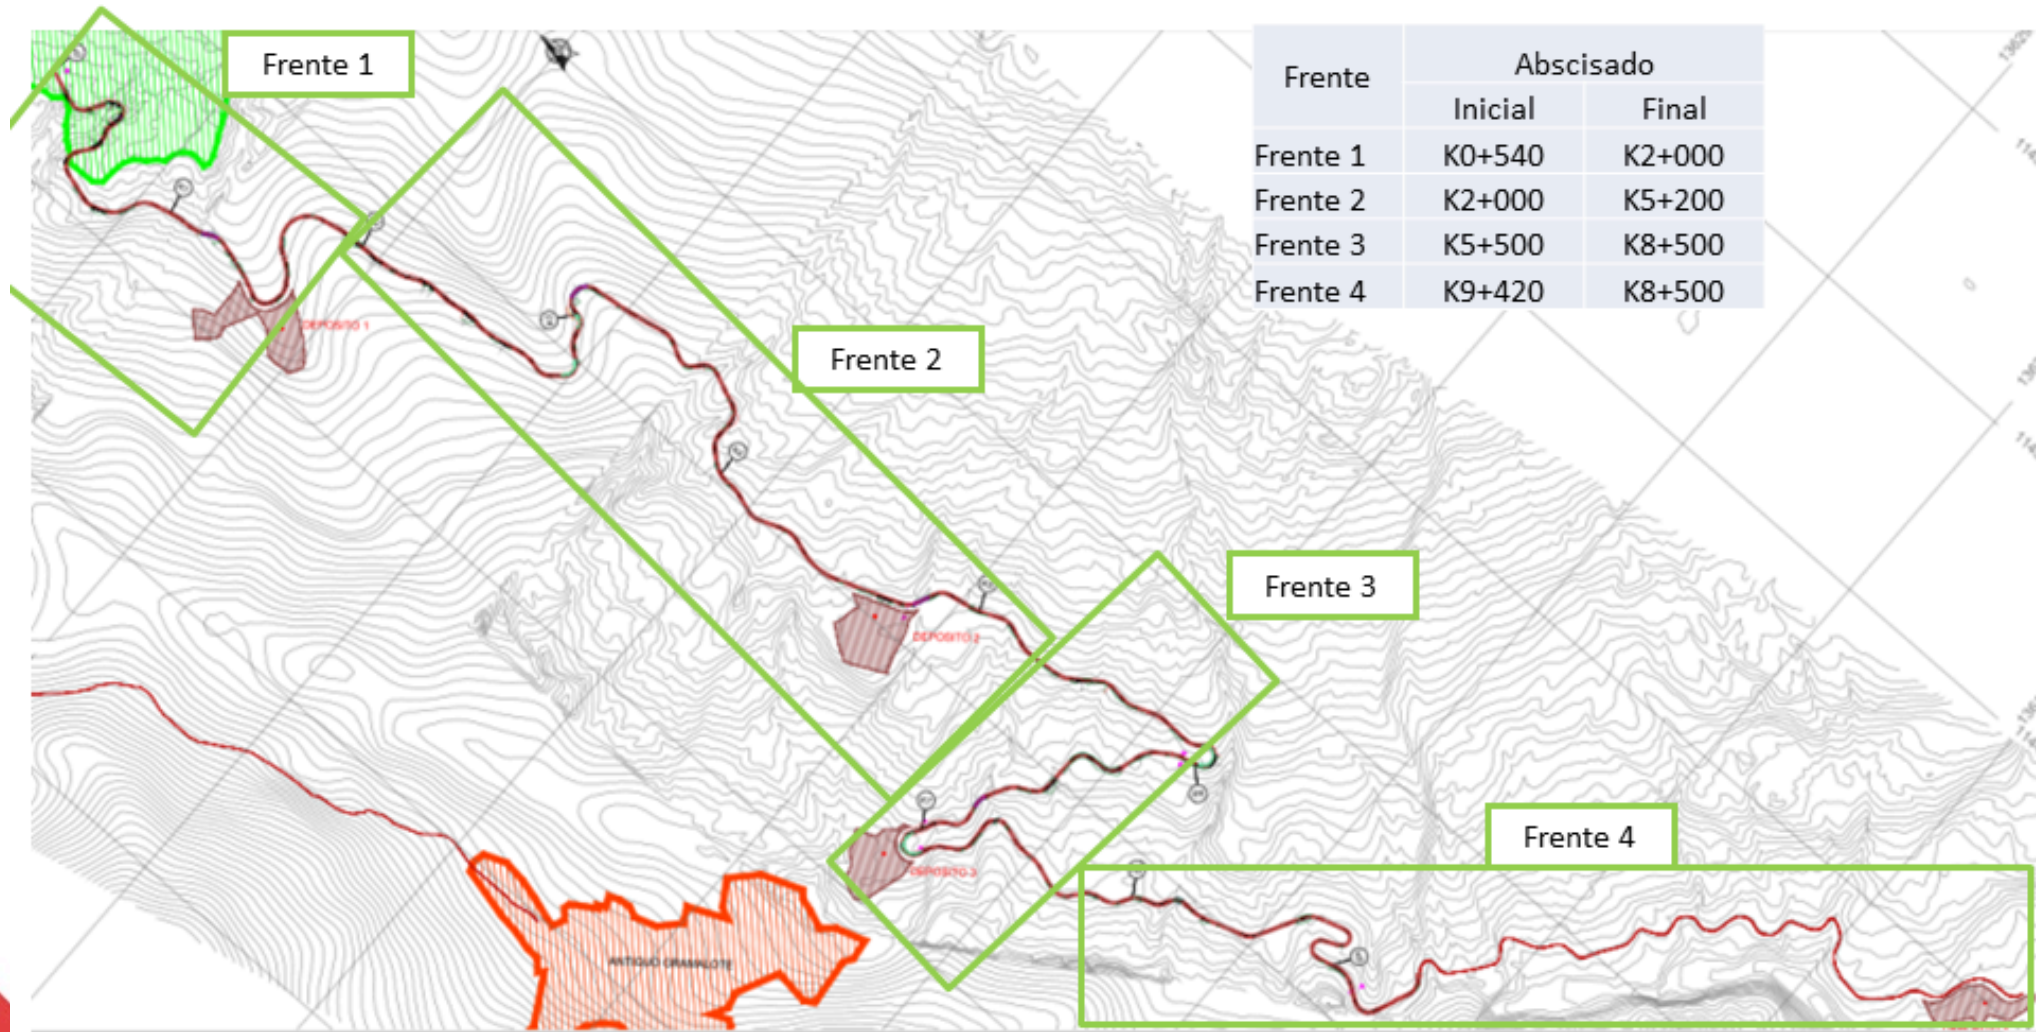 Frente 1
Frente Abscisado
Inicial Final
Frente 1 K0+540 K2+000
Frente 2 K2+000 K5+200
Frente 3 K5+500 K8+500
Frente 4 K9+420 K8+500
DEPOSITO 1
Frente 2
Frente 3
DEPOSITO 2
Frente 4
DEPOSITO 3
ANTIGUO GRAMALOTE